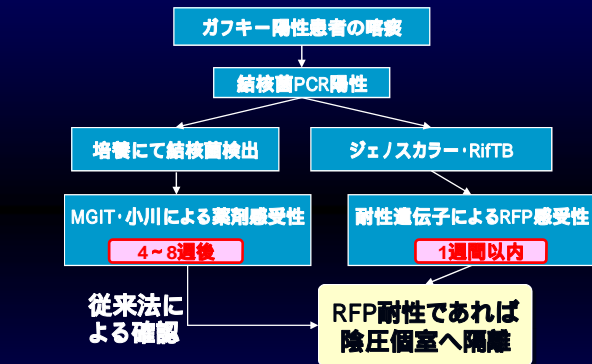 ガフキー陽性患者の喀痰
結核菌PCR陽性
培養にて結核菌検出
ジェノスカラー・RifTB
MGIT・小川による薬剤感受性
4~8週後
耐性遺伝子によるRFP感受性
1週間以内
従来法に
よる確認
RFP耐性であれば
陰圧個室へ隔離